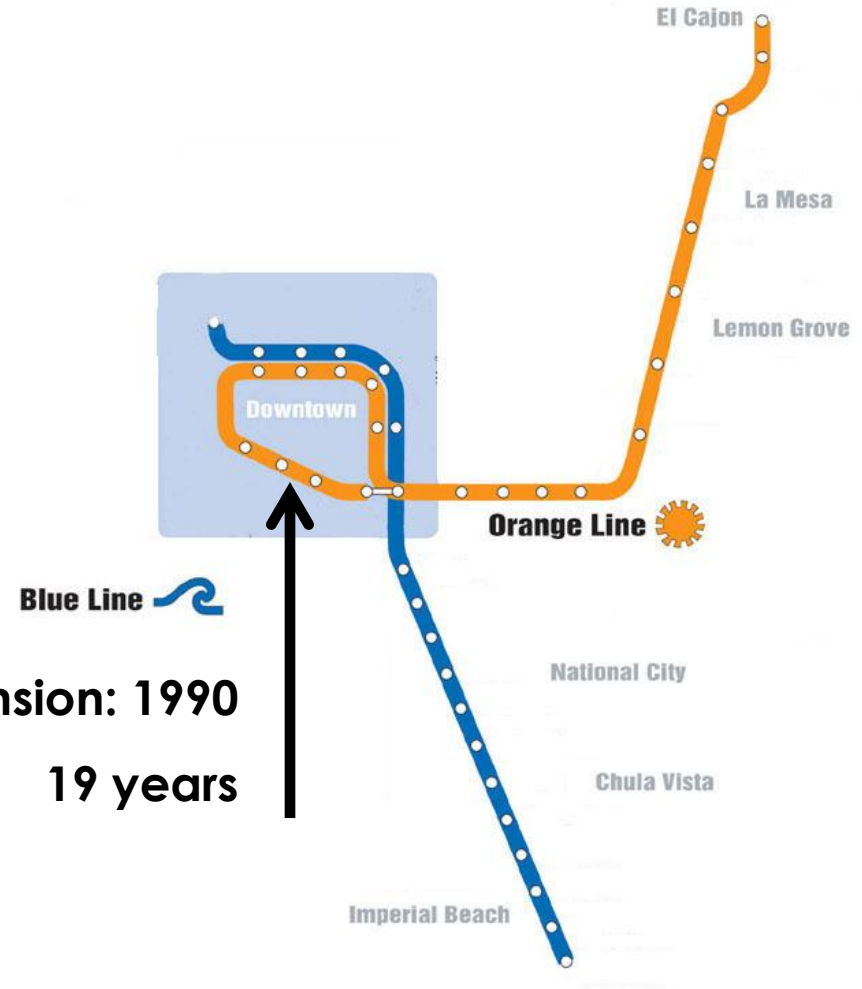 El Cajon
La Mesa
Lemon Grove
Downtown
Orange Line
Blue Line
National City
nsion: 1990
19 years
Chula Vista
Imperial Beach